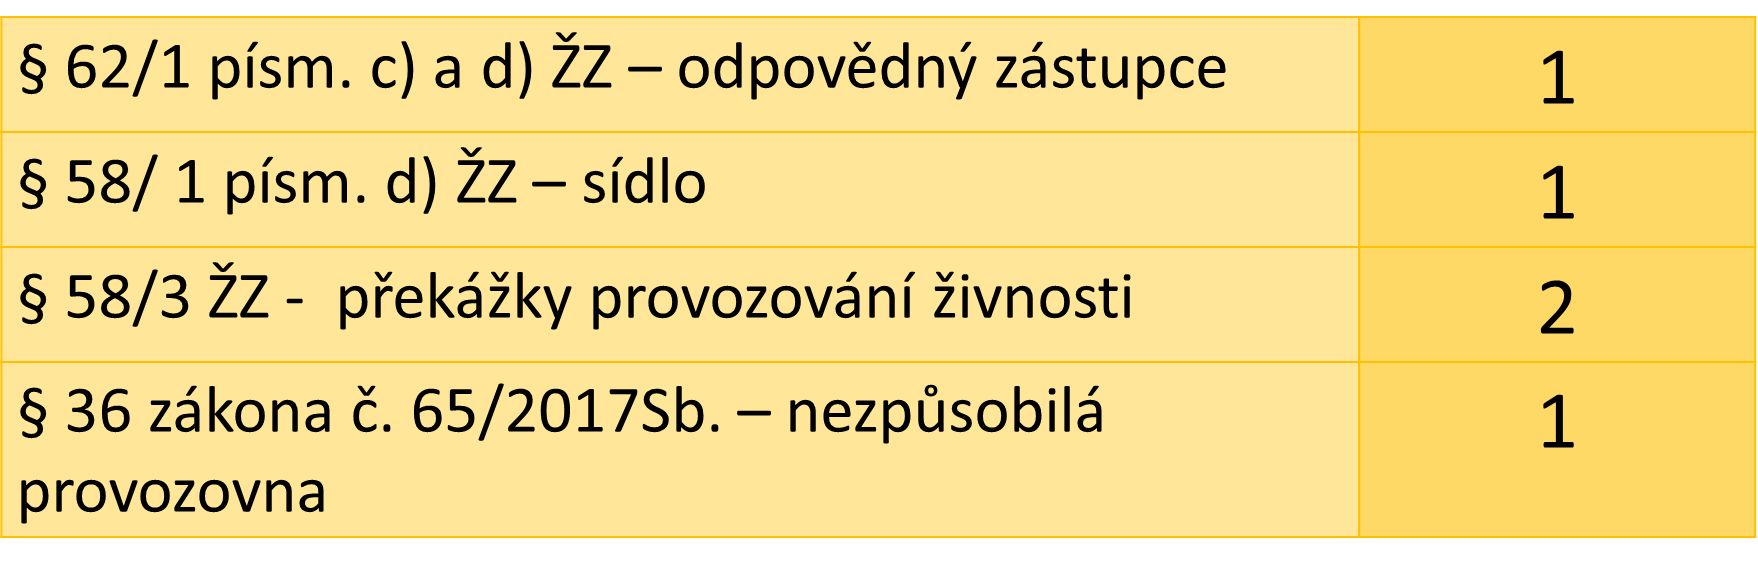 § 62/1 písm. c) a d) ŽZ – odpovědný zástupce 1
§ 58/ 1 písm. d) ŽZ – sídlo 1
§ 58/3 ŽZ -  překážky provozování živnosti 2
§ 36 zákona č. 65/2017Sb. – nezpůsobilá 1
provozovna